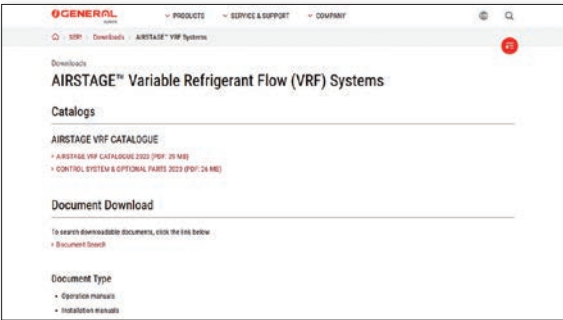 GENERAL
PRODUCTS SERVICE & SUPPORT COMPANY
Downloads AIRSTAGE™ VRF Systems
Downloads
AIRSTAGE™ Variable Refrigerant Flow (VRF) Systems
Catalogs
AIRSTAGE VRF CATALOGUE
› AIRSTAGE VRF CATALOGUE 2023 (PDF: 29 MB)
› CONTROL SYSTEM & OPTIONAL PARTS 2023 (PDF: 26 MB)
Document Download
To search downloadable documents, click the link below
› Document Search
Document Type
• Operation manuals
• Installation manuals